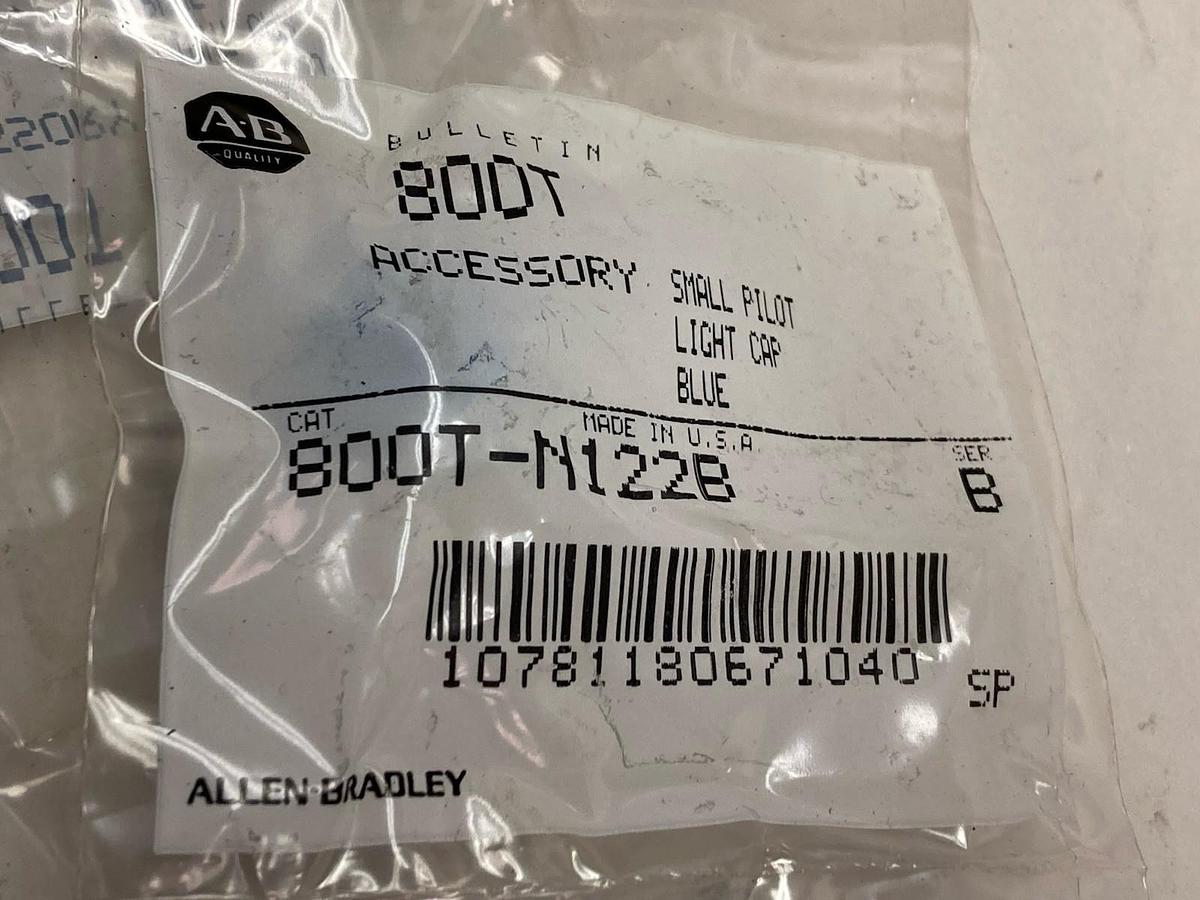 A-B
QUALITY
BULLETIN
800T
ACCESSORY
SMALL PILOT
LIGHT CAP
BLUE
CAT
MADE IN U.S.A.
SER
800T-N122B
B
10781180671040
SP
ALLEN-BRADLEY